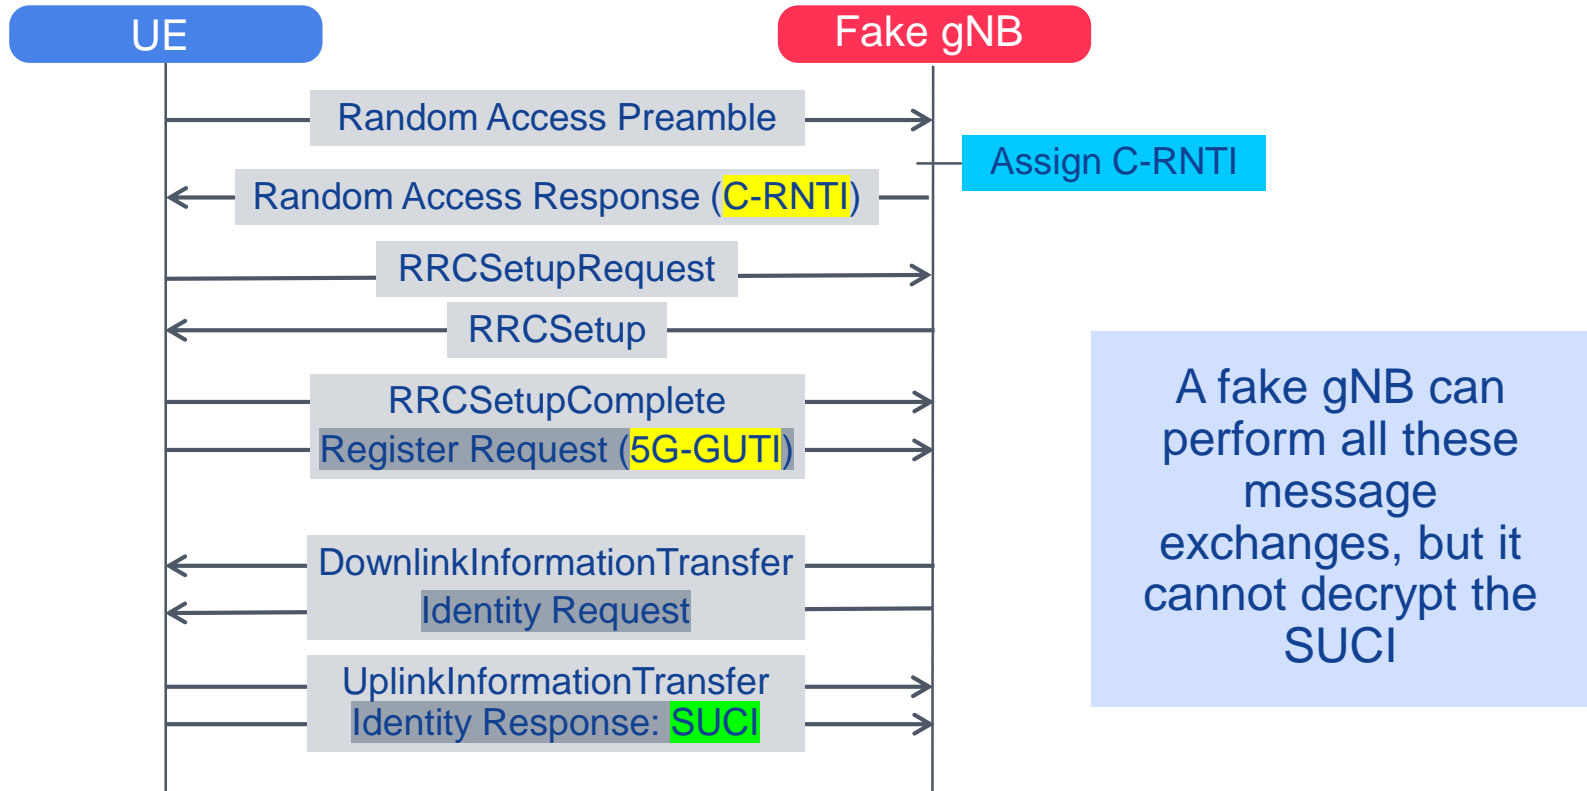 UE
Fake gNB
Random Access Preamble
Assign C-RNTI
Random Access Response (C-RNTI)
RRCSetupRequest
RRCSetup
RRCSetupComplete
Register Request (5G-GUTI)
DownlinkInformationTransfer
Identity Request
UplinkInformationTransfer
Identity Response: SUCI
A fake gNB can
perform all these
message
exchanges, but it
cannot decrypt the
SUCI